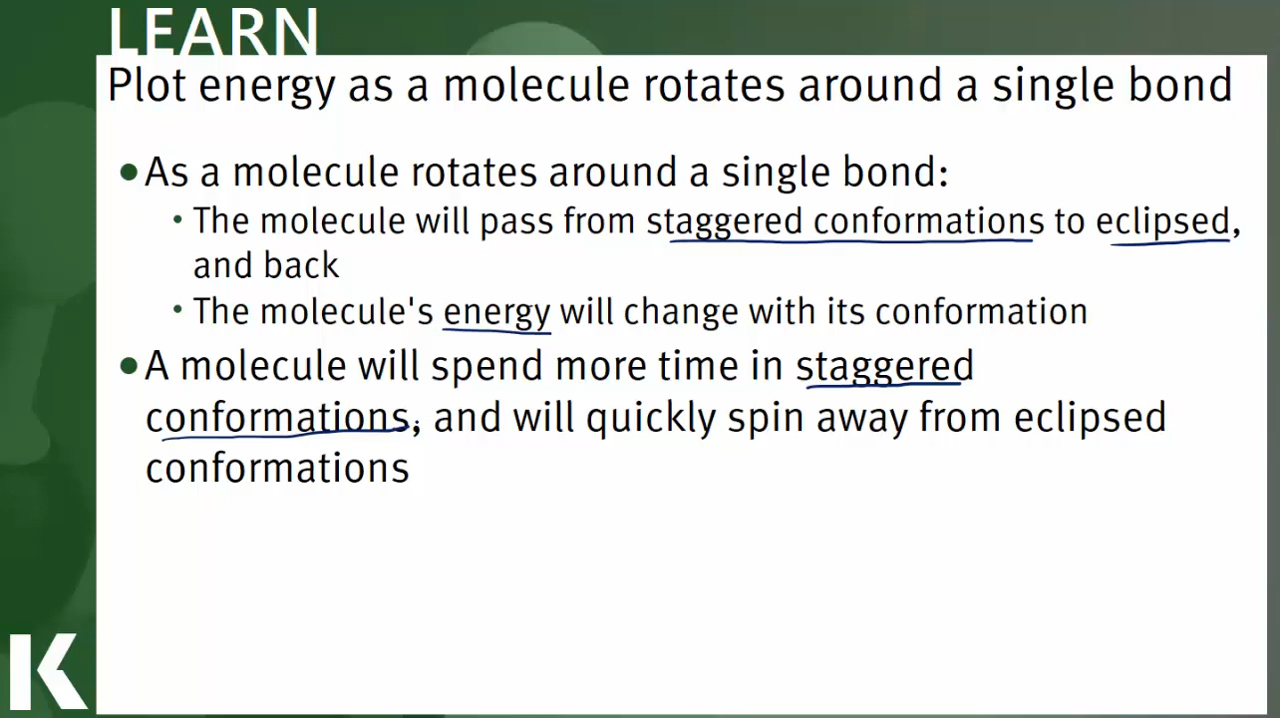 LEARN
Plot energy as a molecule rotates around a single bond
•As a molecule rotates around a single bond:
• The molecule will pass from staggered conformations to eclipsed,
and back
• The molecule's energy will change with its conformation
•A molecule will spend more time in staggered
conformations, and will quickly spin away from eclipsed
conformations
K